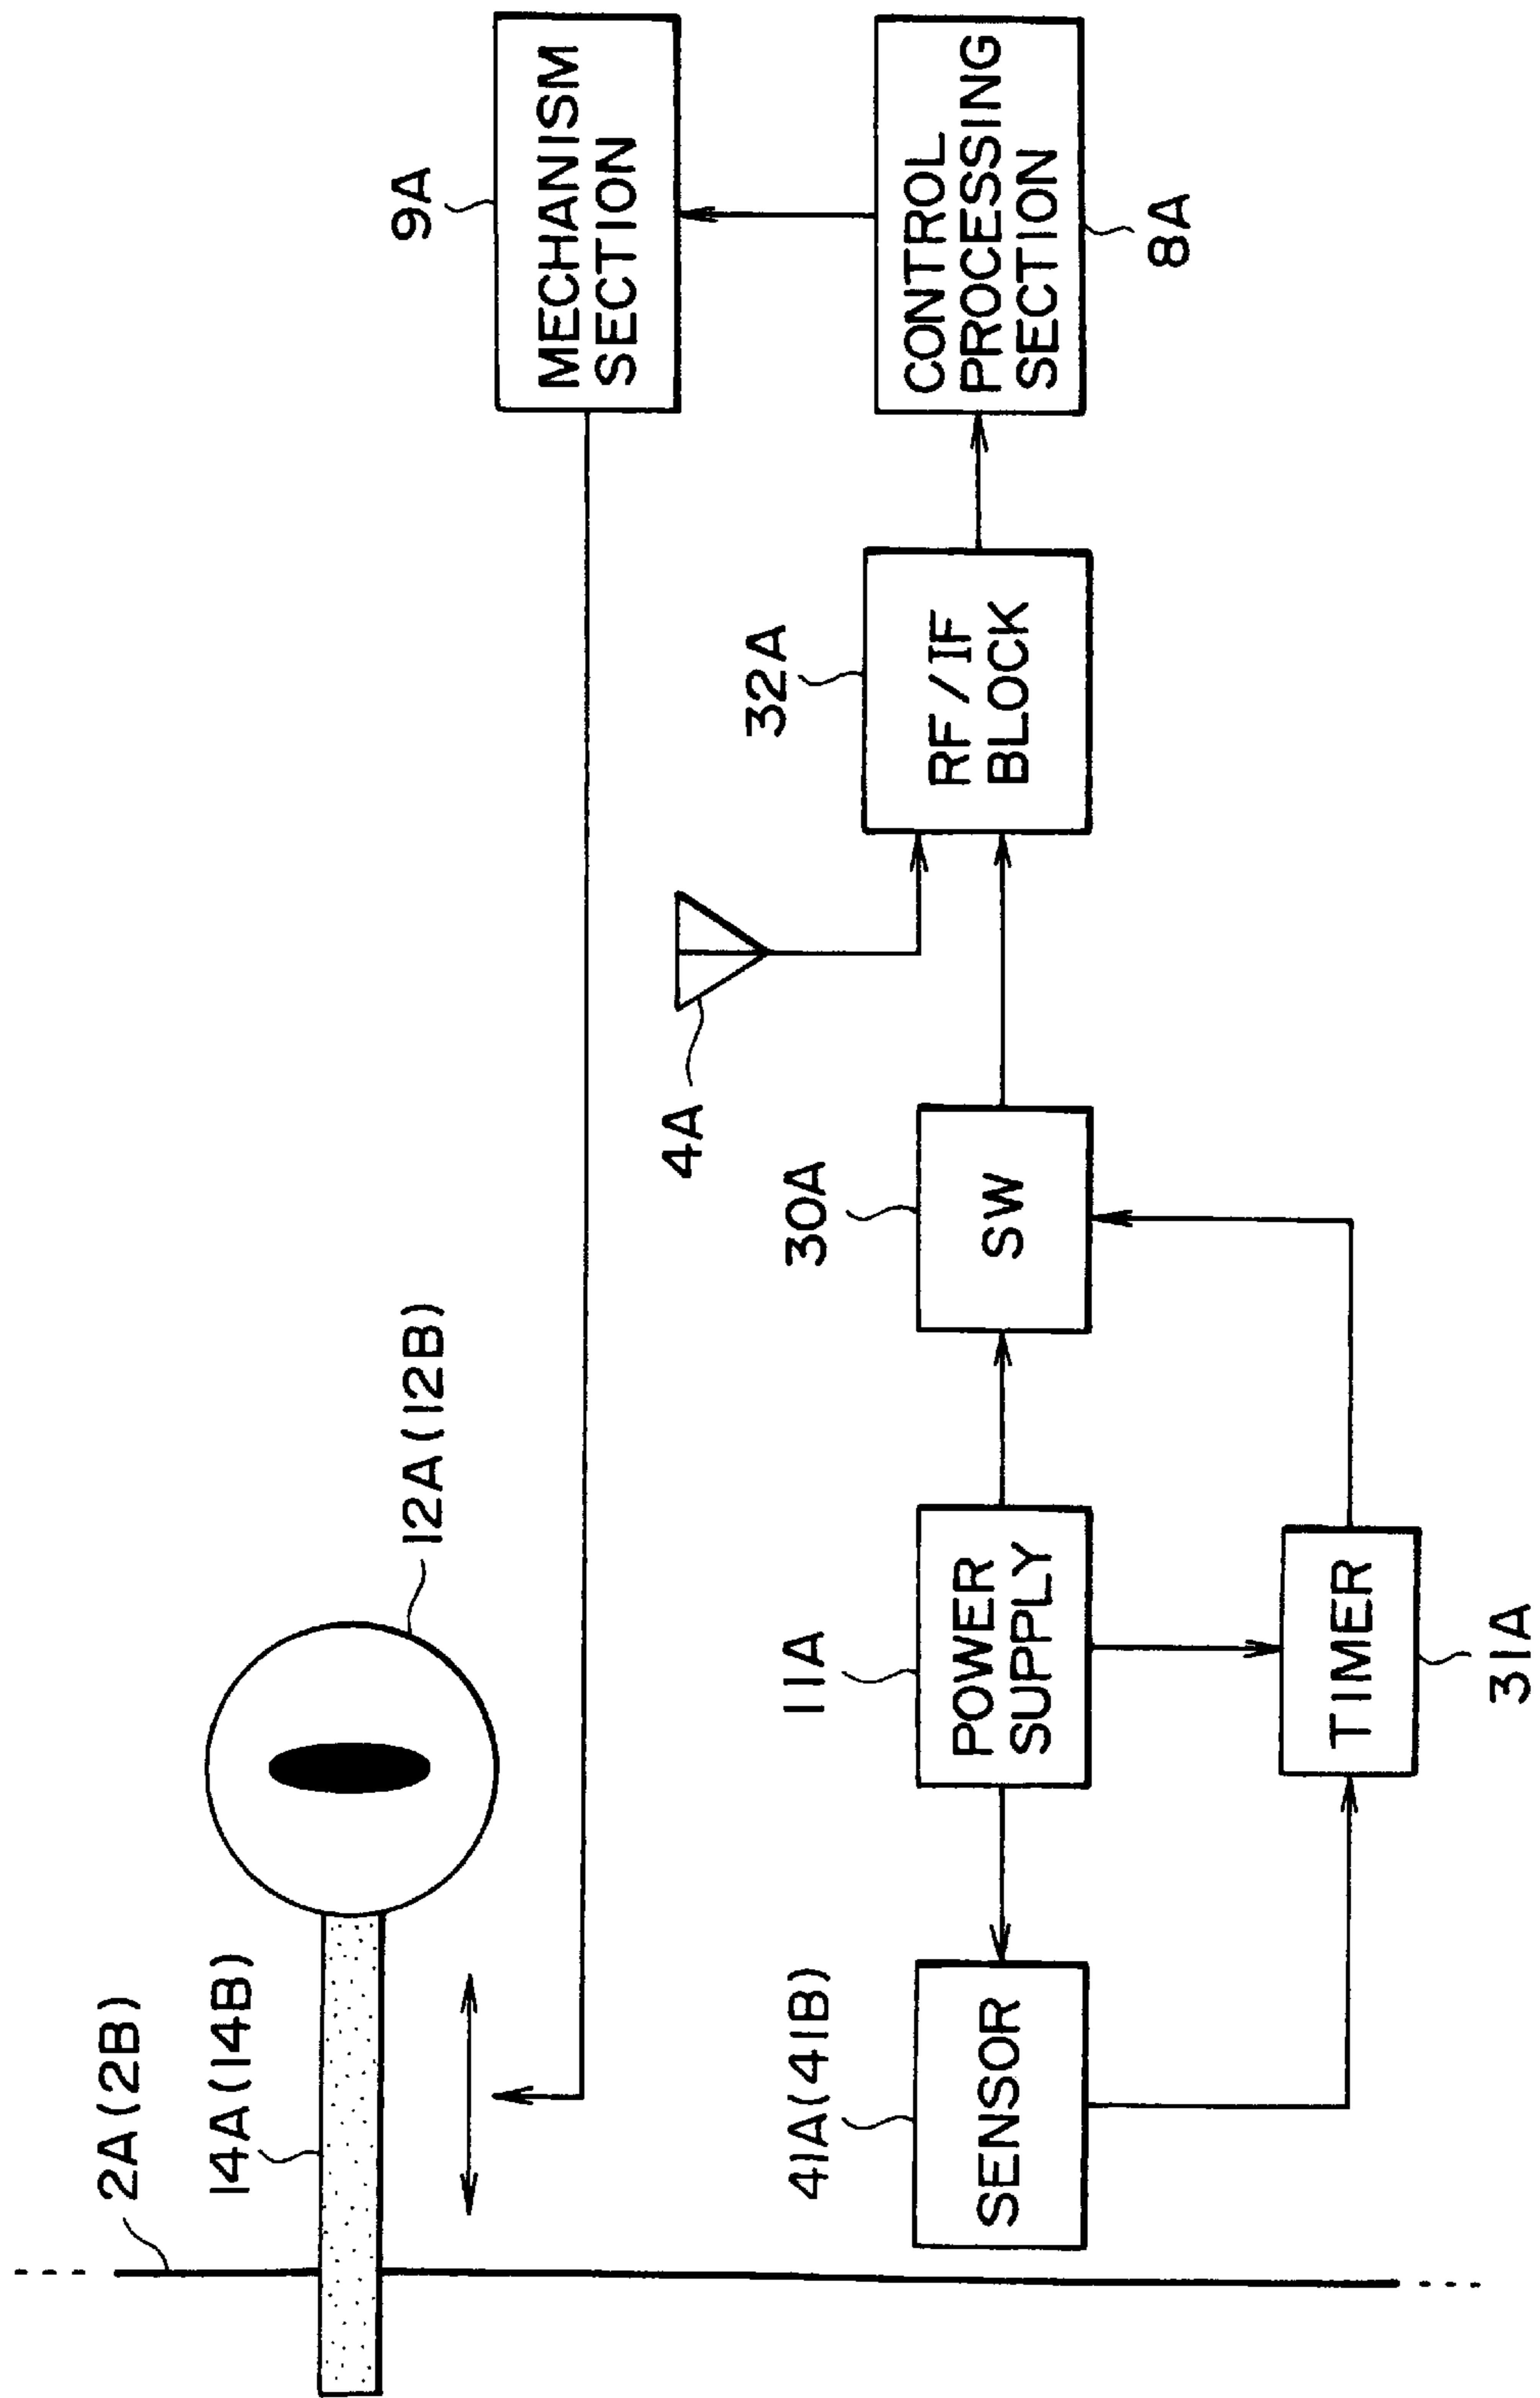 2A(2B)
14A(14B)
12A(12B)
9A
MECHANISM
SECTION
4A
32A
RF/IF
BLOCK
CONTROL
PROCESSING
SECTION
8A
41A(41B)
SENSOR
11A
POWER
SUPPLY
30A
SW
TIMER
31A